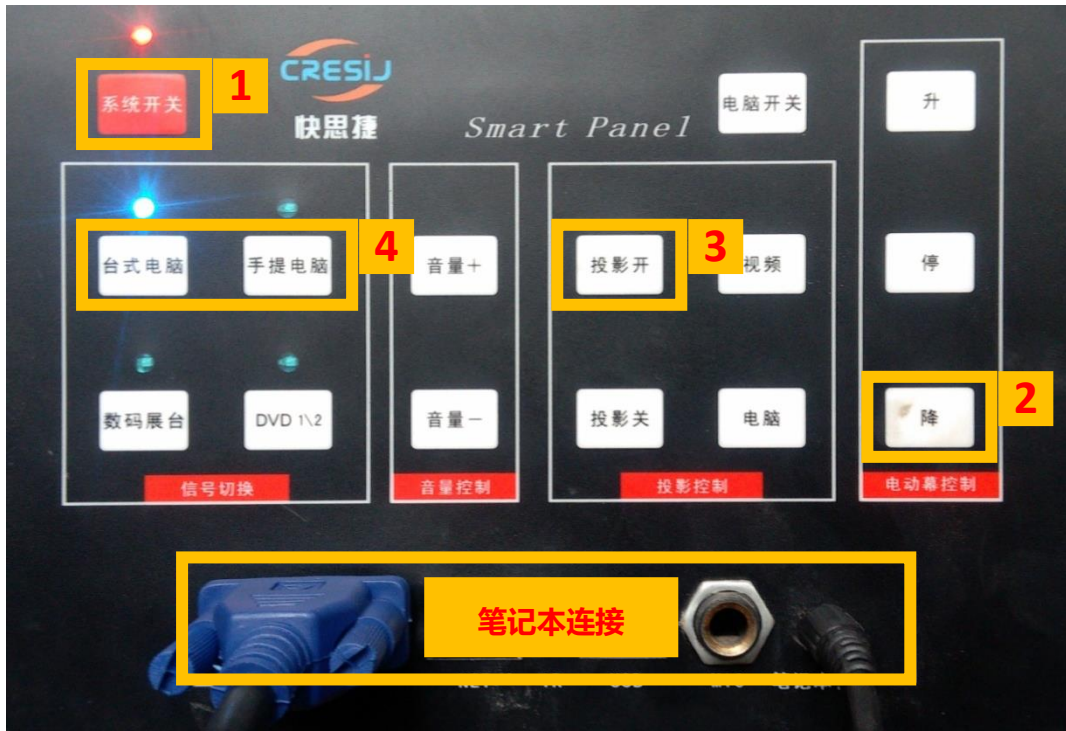 系统开关
1
CRESIJ
快思捷
Smart Panel
电脑开关
升
台式电脑
手提电脑
4
音量+
投影开
3
视频
停
数码展台
DVD 1\2
音量-
投影关
电脑
降
2
信号切换
音量控制
投影控制
电动幕控制
笔记本连接